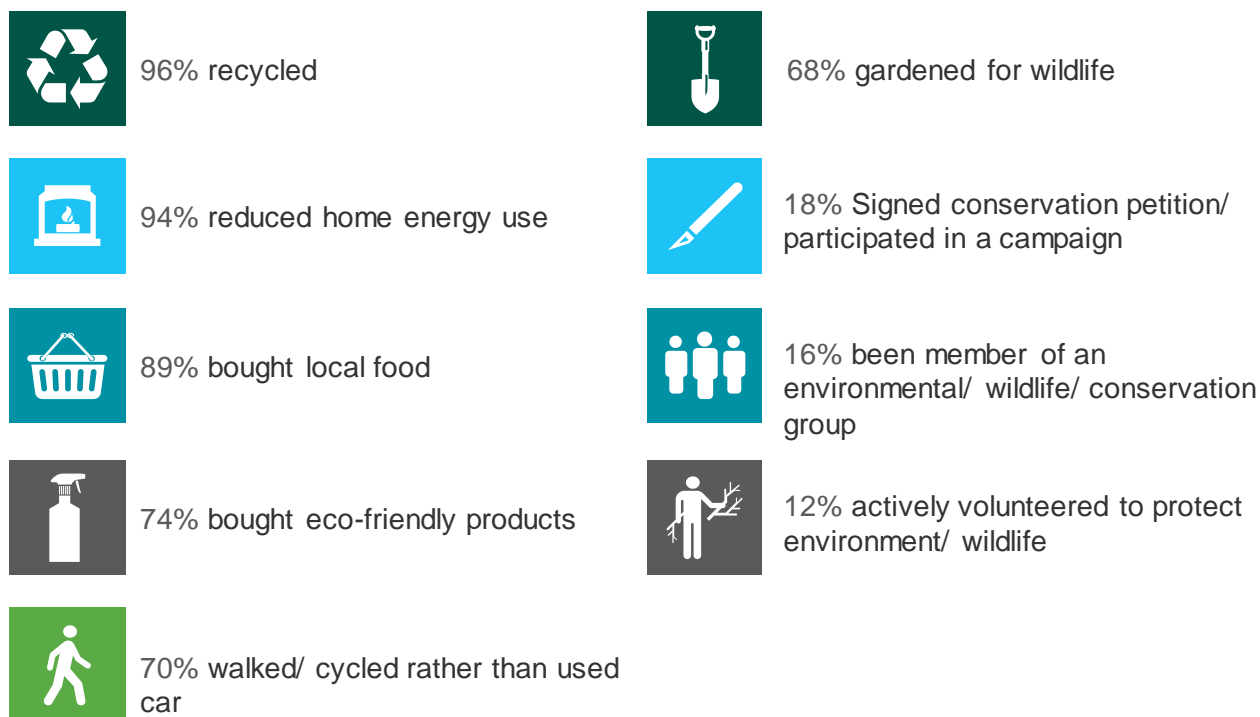 96% recycled
94% reduced home energy use
89% bought local food
74% bought eco-friendly products
70% walked/ cycled rather than used
car
68% gardened for wildlife
18% Signed conservation petition/
participated in a campaign
16% been member of an
environmental/ wildlife/ conservation
group
12% actively volunteered to protect
environment/ wildlife